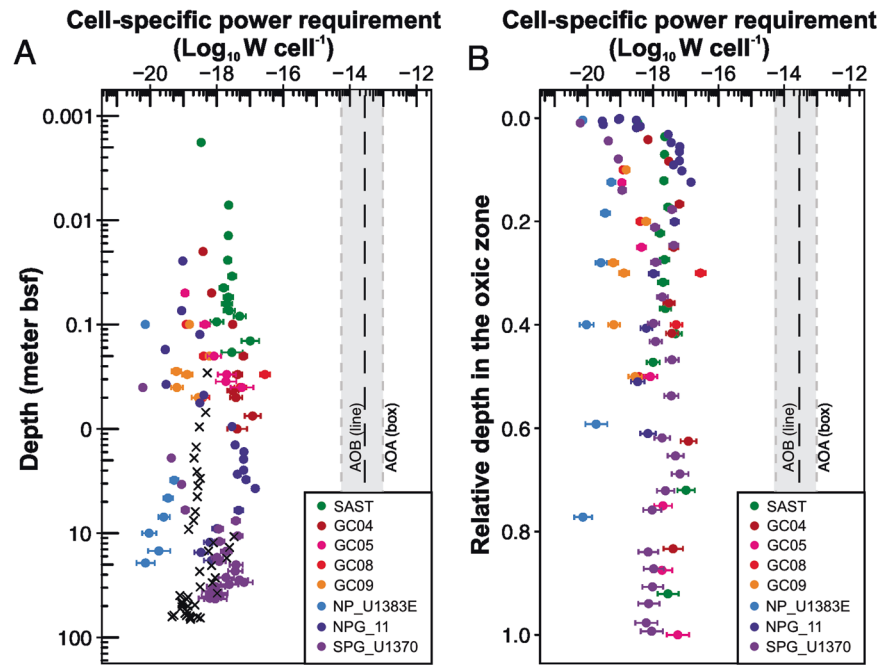 Cell-specific power requirement
(Log10 W cell-1)
A
−20 −18 −16 −14 −12
Depth (meter bsf)
0.001
0.01
0.1
0
10
100
AOB (line)
AOA (box)
SAST
GC04
GC05
GC08
GC09
NP_U1383E
NPG_11
SPG_U1370
Cell-specific power requirement
(Log10 W cell-1)
B
−20 −18 −16 −14 −12
Relative depth in the oxic zone
0.0
0.2
0.4
0.6
0.8
1.0
AOB (line)
AOA (box)
SAST
GC04
GC05
GC08
GC09
NP_U1383E
NPG_11
SPG_U1370